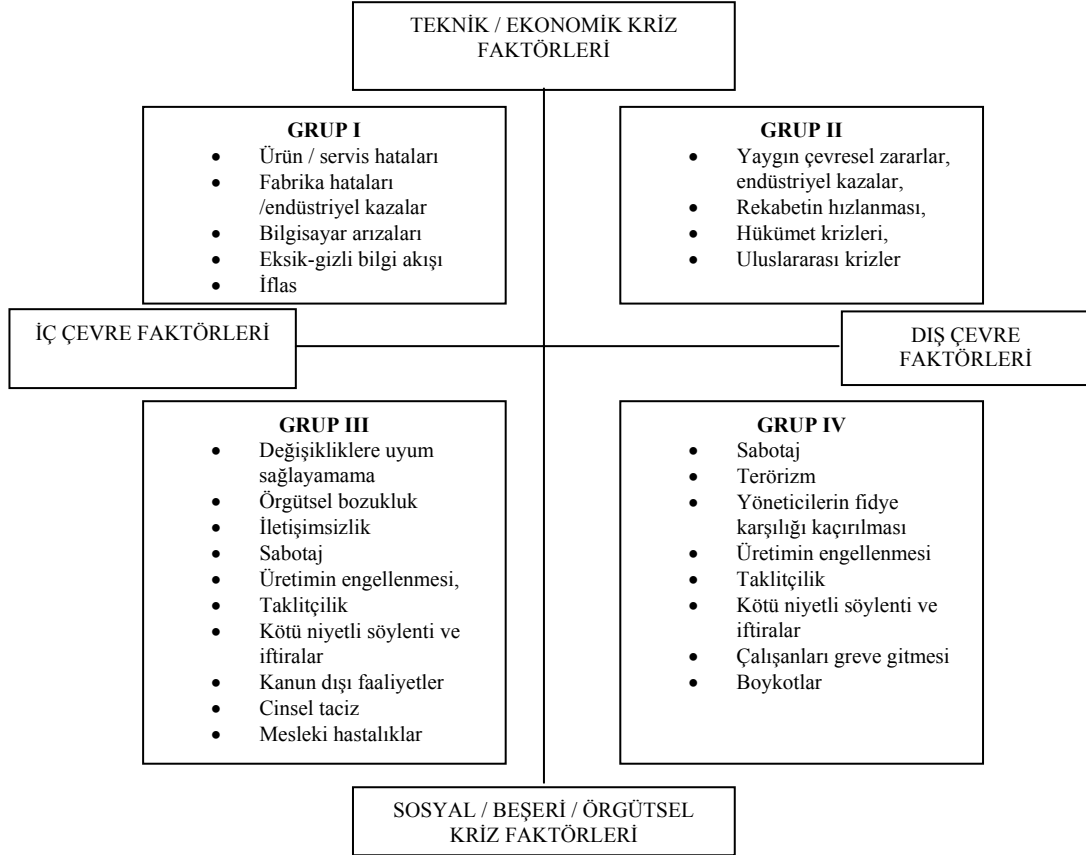 TEKNİK / EKONOMİK KRİZ
FAKTÖRLERİ
GRUP I
• Ürün / servis hataları
• Fabrika hataları
/endüstriyel kazalar
• Bilgisayar arızaları
• Eksik-gizli bilgi akışı
• İflas
GRUP II
• Yaygın çevresel zararlar,
endüstriyel kazalar,
• Rekabetin hızlanması,
• Hükümet krizleri,
• Uluslararası krizler
İÇ ÇEVRE FAKTÖRLERİ
DIŞ ÇEVRE
FAKTÖRLERİ
GRUP III
• Değişikliklere uyum
sağlayamama
• Örgütsel bozukluk
• İletişimsizlik
• Sabotaj
• Üretimin engellenmesi,
• Taklitçilik
• Kötü niyetli söylenti ve
iftiralar
• Kanun dışı faaliyetler
• Cinsel taciz
• Mesleki hastalıklar
GRUP IV
• Sabotaj
• Terörizm
• Yöneticilerin fidye
karşılığı kaçırılması
• Üretimin engellenmesi
• Taklitçilik
• Kötü niyetli söylenti ve
iftiralar
• Çalışanları greve gitmesi
• Boykotlar
SOSYAL / BEŞERİ / ÖRGÜTSEL
KRİZ FAKTÖRLERİ